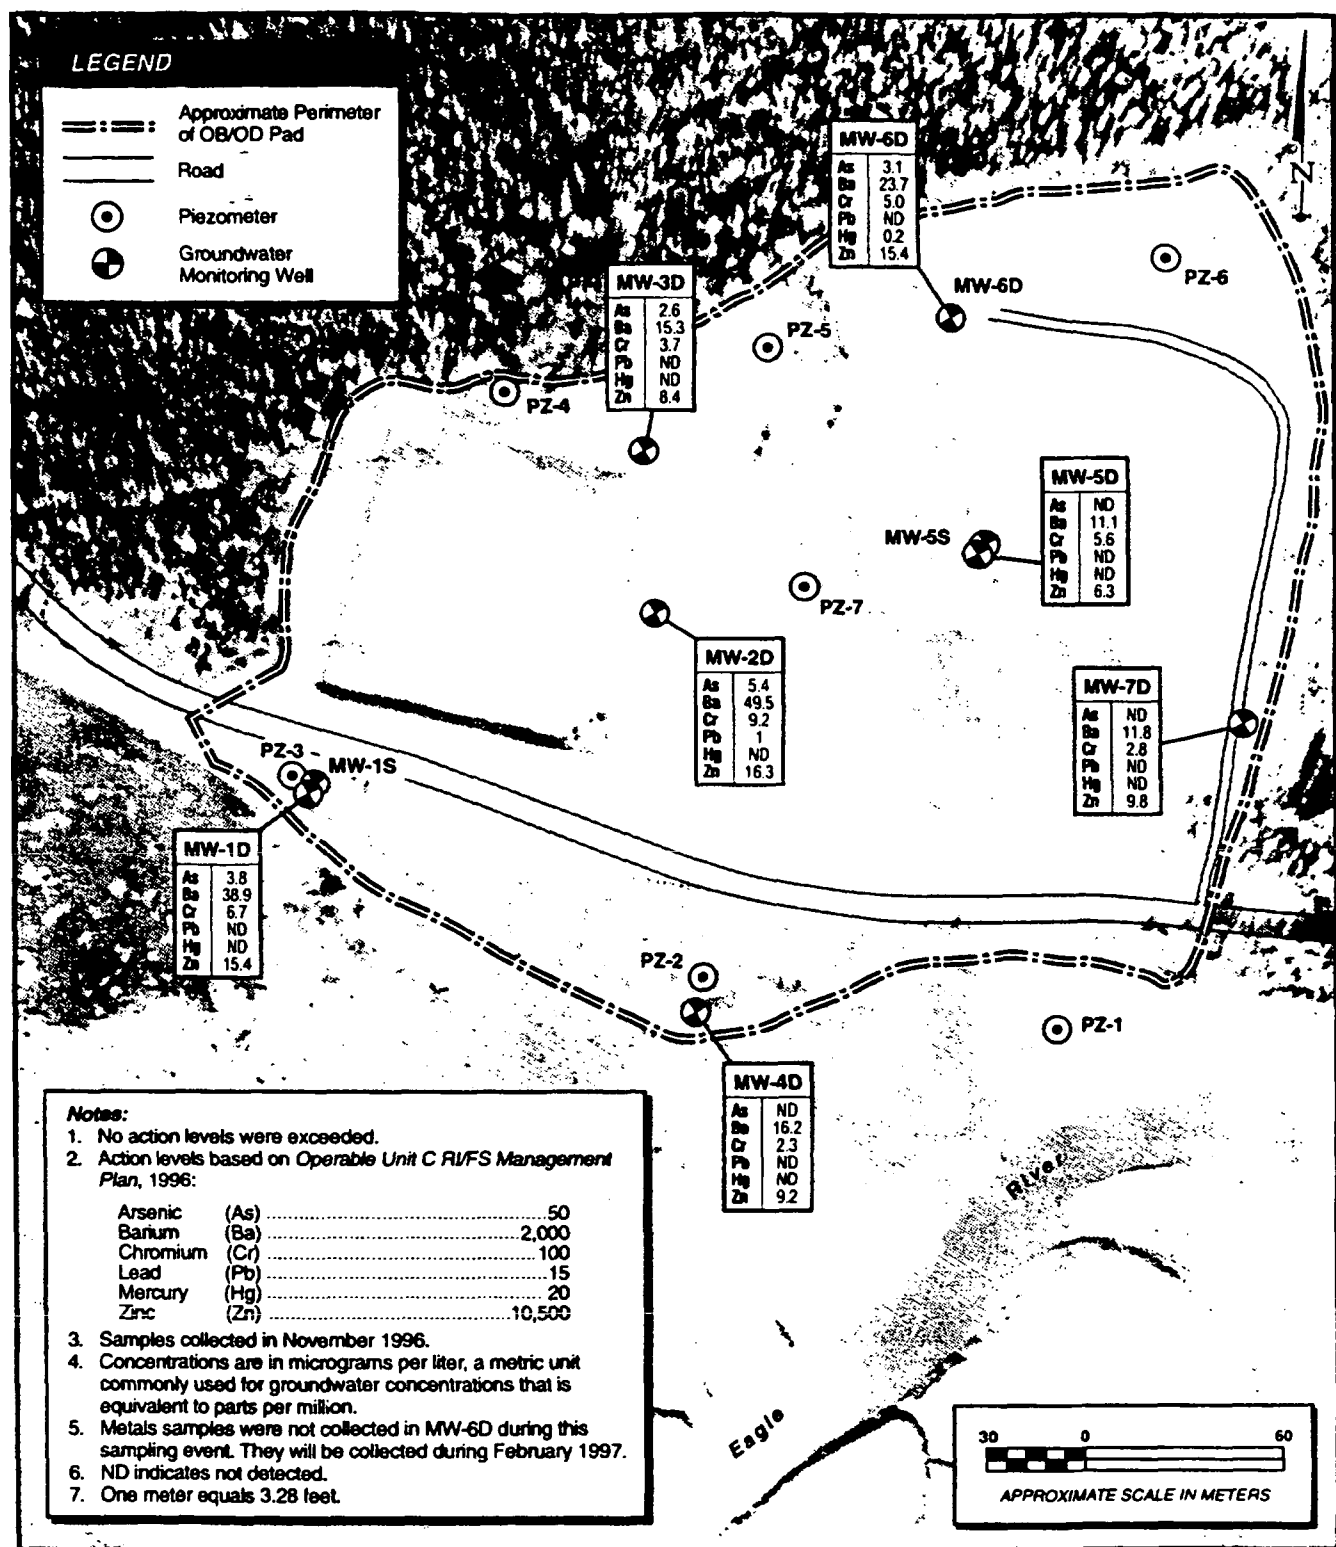 LEGEND
Approximate Perimeter
of OB/OD Pad
Road
Piezometer
Groundwater
Monitoring Well
N
MW-6D
As 3.1
Ba 23.7
Cr 5.0
Pb ND
Hg 0.2
Zn 15.4
MW-6D
PZ-6
MW-3D
As 2.6
Ba 15.3
Cr 3.7
Pb ND
Hg ND
Zn 8.4
PZ-5
PZ-4
MW-5D
As ND
Ba 11.1
Cr 5.6
Pb ND
Hg ND
Zn 6.3
MW-5S
PZ-7
MW-2D
As 5.4
Ba 49.5
Cr 9.2
Pb 1
Hg ND
Zn 16.3
MW-7D
As ND
Ba 11.8
Cr 2.8
Pb ND
Hg ND
Zn 9.8
PZ-3
MW-1S
MW-1D
As 3.8
Ba 38.9
Cr 6.7
Pb ND
Hg ND
Zn 15.4
PZ-2
PZ-1
MW-4D
As ND
Ba 16.2
Cr 2.3
Pb ND
Hg ND
Zn 9.2
Eagle River
Notes:
1. No action levels were exceeded.
2. Action levels based on Operable Unit C RI/FS Management
Plan, 1996:
Arsenic (As) ........................................50
Barium (Ba) ........................................2,000
Chromium (Cr) ........................................100
Lead (Pb) ........................................15
Mercury (Hg) ........................................20
Zinc (Zn) ........................................10,500
3. Samples collected in November 1996.
4. Concentrations are in micrograms per liter, a metric unit
commonly used for groundwater concentrations that is
equivalent to parts per million.
5. Metals samples were not collected in MW-6D during this
sampling event. They will be collected during February 1997.
6. ND indicates not detected.
7. One meter equals 3.28 feet.
30 0 60
APPROXIMATE SCALE IN METERS